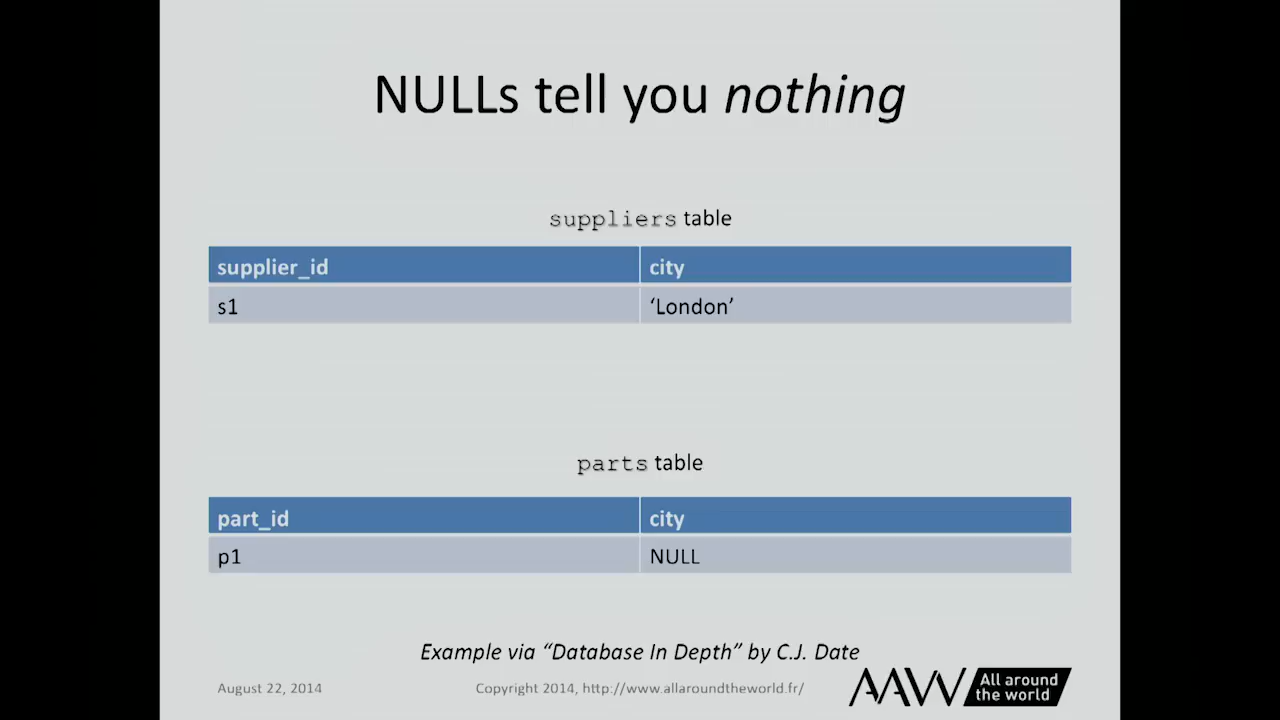 NULLs tell you nothing
suppliers table
supplier_id city
s1 ‘London’
parts table
part_id city
p1 NULL
Example via “Database In Depth” by C.J. Date
August 22, 2014 Copyright 2014, http://www.allaroundtheworld.fr/
AAW All around
the world